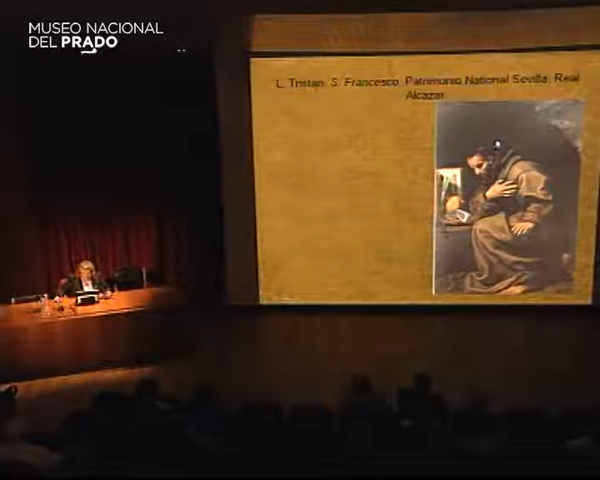 MUSEO NACIONAL
DEL PRADO
L. Tristan, S. Francesco, Patrimonio National Sevilla, Real
Alcazar